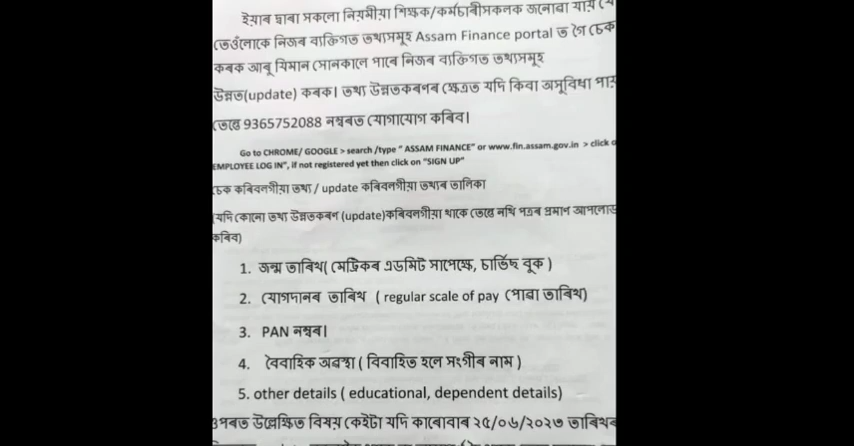 ইয়াৰ দ্বাৰা সকলো নিয়মীয়া শিক্ষক/কৰ্মচাৰীসকলক জনোৱা যায় যে
তেওঁলোকে নিজৰ ব্যক্তিগত তথ্যসমূহ Assam Finance portal ত গৈ চেক
কৰক আৰু যিমান সোনকালে পাৰে নিজৰ ব্যক্তিগত তথ্যসমূহ
উন্নত(update) কৰক। তথ্য উন্নতকৰণৰ ক্ষেত্ৰত যদি কিবা অসুবিধা পায়
তেন্তে 9365752088 নম্বৰত যোগাযোগ কৰিব।
Go to CHROME/ GOOGLE > search /type “ ASSAM FINANCE” or www.fin.assam.gov.in > click o
EMPLOYEE LOG IN”, if not registered yet then click on “SIGN UP”
চেক কৰিবলগীয়া তথ্য / update কৰিবলগীয়া তথ্যৰ তালিকা
(যদি কোনো তথ্য উন্নতকৰণ (update)কৰিবলগীয়া থাকে তেন্তে নথি পত্ৰৰ প্ৰমাণ আপলোড
কৰিব)
1. জন্ম তাৰিখ( মেট্ৰিকৰ এডমিট সাপেক্ষে, চাৰ্ভিছ বুক )
2. যোগদানৰ তাৰিখ ( regular scale of pay পোৱা তাৰিখ)
3. PAN নম্বৰ।
4. বৈবাহিক অৱস্থা ( বিবাহিত হলে সংগীৰ নাম )
5. other details ( educational, dependent details)
ওপৰত উল্লেক্ষিত বিষয় কেইটা যদি কাৰোবাৰ ২৫/০৬/২০২৩ তাৰিখৰ